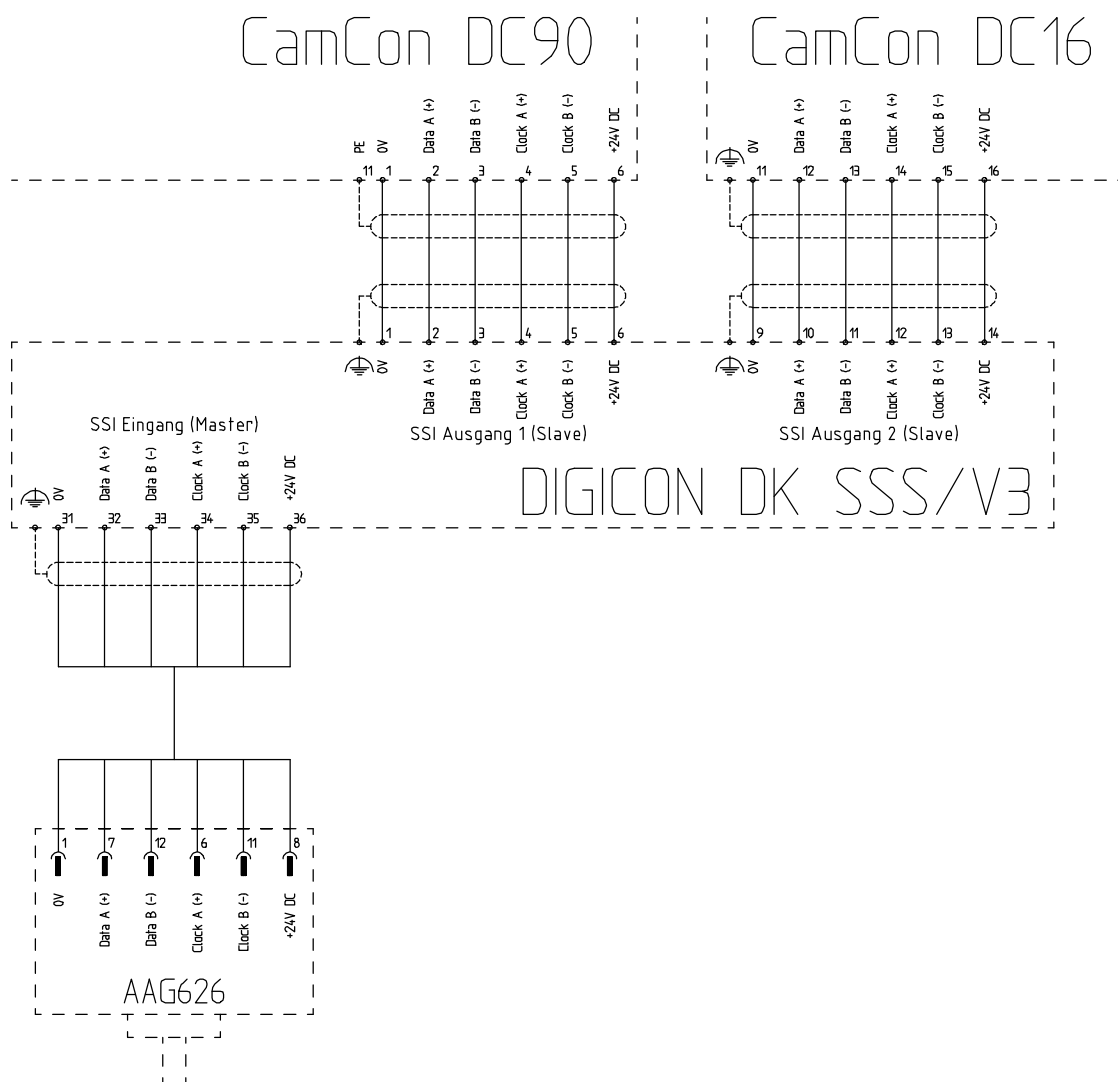 CamCon DC90
CamCon DC16
PE
0V
Data A (+)
Data B (-)
Clock A (+)
Clock B (-)
+24V DC
0V
Data A (+)
Data B (-)
Clock A (+)
Clock B (-)
+24V DC
11 1 2 3 4 5 6
11 12 13 14 15 16
1 2 3 4 5 6
9 10 11 12 13 14
0V
Data A (+)
Data B (-)
Clock A (+)
Clock B (-)
+24V DC
0V
Data A (+)
Data B (-)
Clock A (+)
Clock B (-)
+24V DC
SSI Eingang (Master)
SSI Ausgang 1 (Slave)
SSI Ausgang 2 (Slave)
0V
Data A (+)
Data B (-)
Clock A (+)
Clock B (-)
+24V DC
DIGICON DK SSS/V3
31 32 33 34 35 36
1 7 12 6 11 8
0V
Data A (+)
Data B (-)
Clock A (+)
Clock B (-)
+24V DC
AAG626